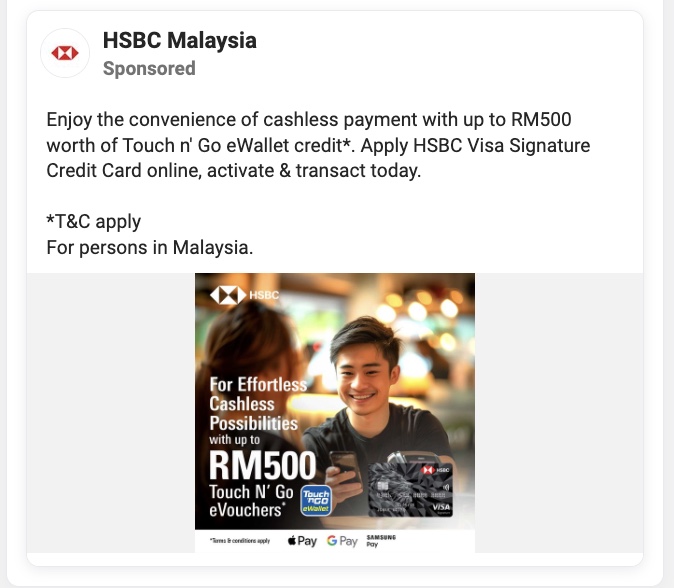 HSBC Malaysia
Sponsored
Enjoy the convenience of cashless payment with up to RM500
worth of Touch n' Go eWallet credit*. Apply HSBC Visa Signature
Credit Card online, activate & transact today.
*T&C apply
For persons in Malaysia.
HSBC
For Effortless
Cashless
Possibilities
with up to
RM500
Touch N' Go
eVouchers*
Touch
'nGO
eWallet
HSBC
VISA
*Terms & conditions apply
Pay
G Pay
SAMSUNG
Pay